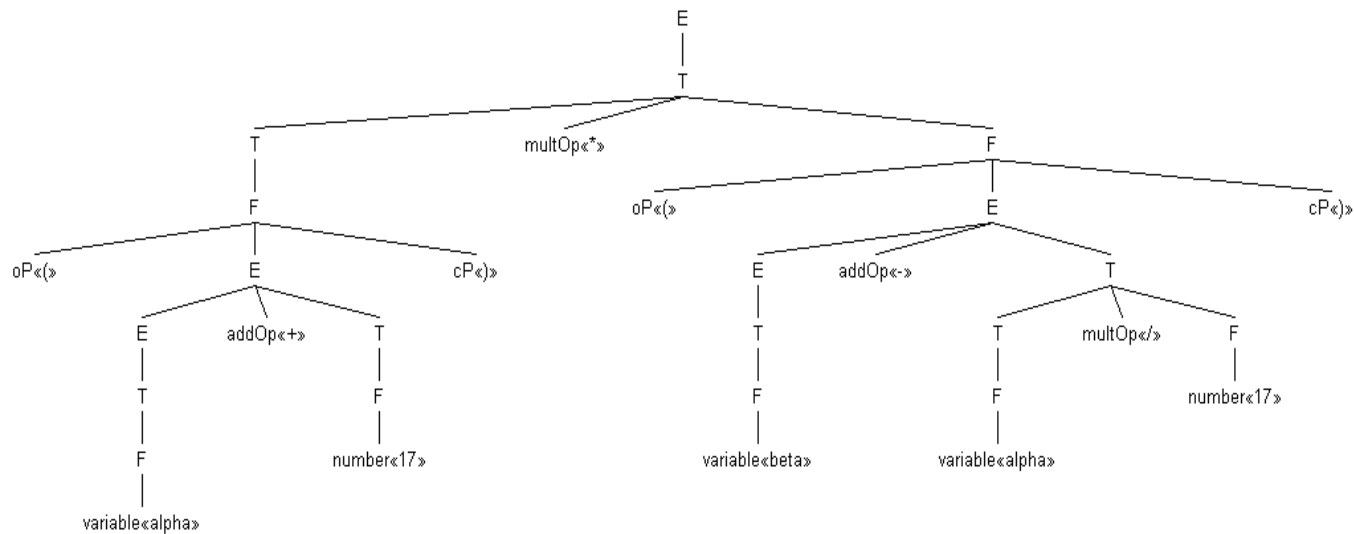 E
T
T multOp«*» F
F oP«(» E cP«)»
oP«(» E cP«)» E addOp«-» T
E addOp«+» T T T multOp«/» F
T F F F number«17»
F number«17» variable«beta» variable«alpha»
variable«alpha»